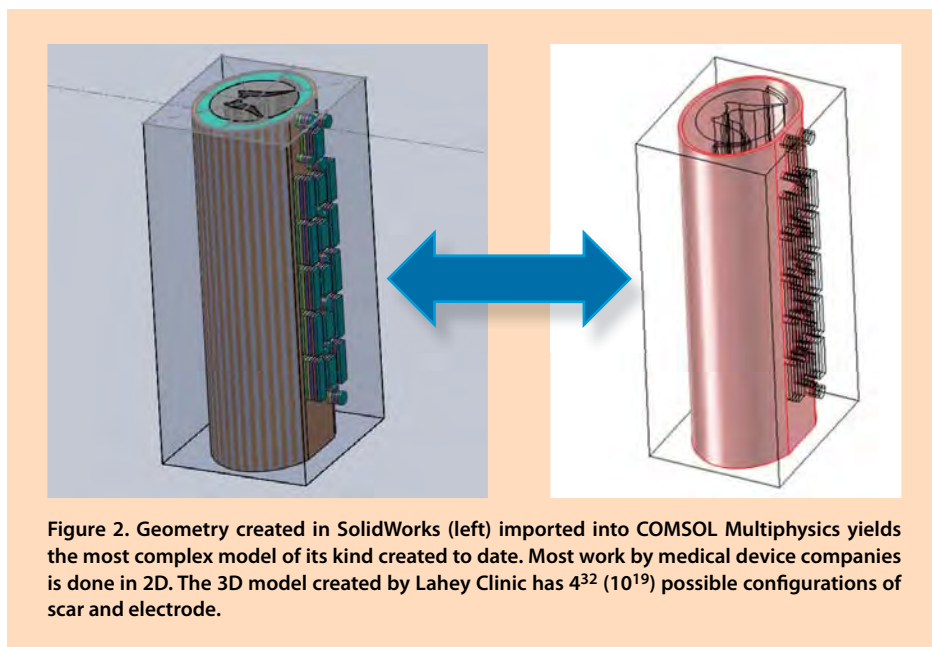 Figure 2. Geometry created in SolidWorks (left) imported into COMSOL Multiphysics yields
the most complex model of its kind created to date. Most work by medical device companies
is done in 2D. The 3D model created by Lahey Clinic has 4³² (10¹⁹) possible configurations of
scar and electrode.